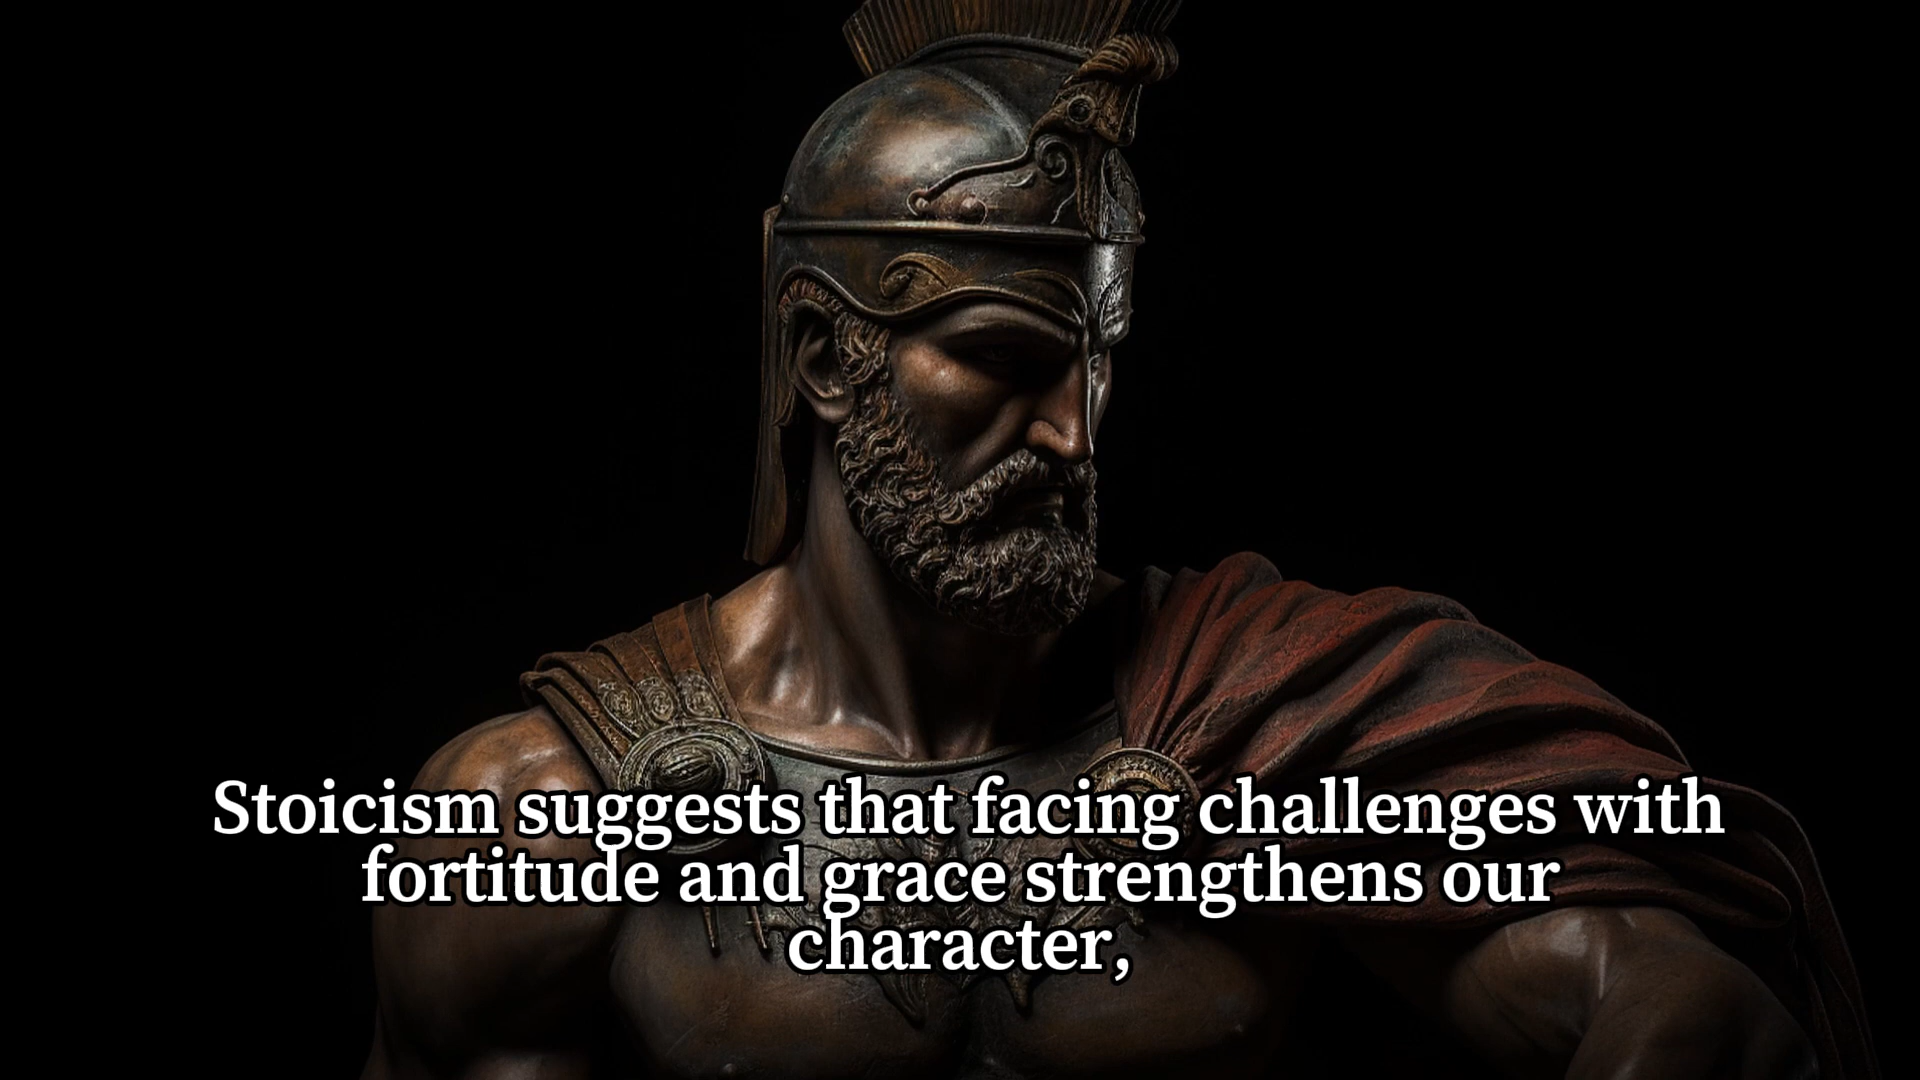 Stoicism suggests that facing challenges with
fortitude and grace strengthens our
character,